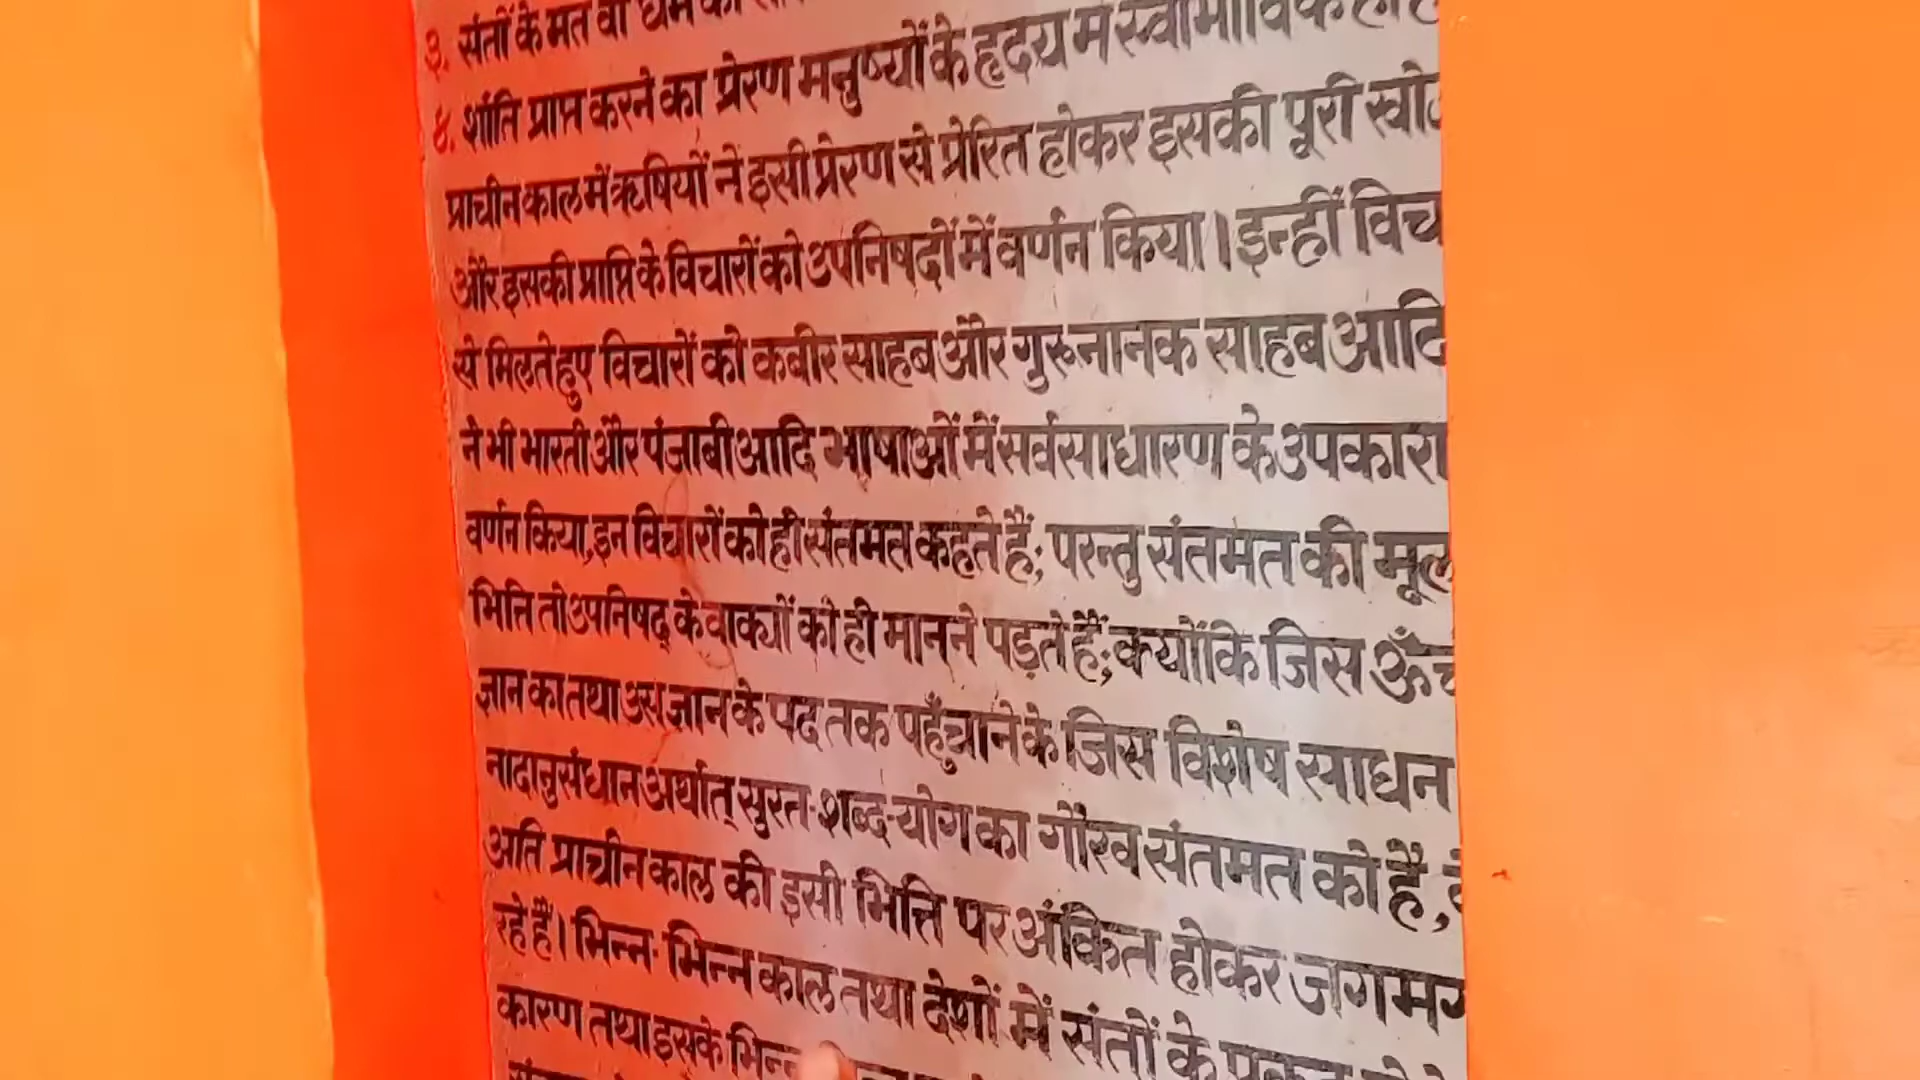 ३. संतों के मत वा धर्म को
४. शांति प्राप्त करने का प्रेरण मनुष्यों के हृदय में स्वाभाविक ही
प्राचीन काल में ऋषियों ने इसी प्रेरण से प्रेरित होकर इसकी पूरी
और इसकी प्राप्ति के विचारों को उपनिषदों में वर्णन किया। इन्हीं विच
से मिलते हुए विचारों को कबीर साहब और गुरु नानक साहब आदि
ने भी भारती और पंजाबी आदि भाषाओं में सर्वसाधारण के उपकारा
वर्णन किया, इन विचारों को ही संतमत कहते हैं; परन्तु संतमत की मूल
भित्ति तो उपनिषद् के वाक्यों को ही मानने पड़ते हैं; क्योंकि जिस ऊँच
ज्ञान का तथा उस ज्ञान के पद तक पहुँचाने के जिस विशेष साधन
नादानुसंधान अर्थात् सुरत-शब्द-योग का गौरव संतमत को है, वे
अति प्राचीन काल की इसी भित्ति पर अंकित होकर जगमग
रहे हैं। भिन्न-भिन्न काल तथा देशों में संतों के प्रकट
कारण तथा इसके भिन्न